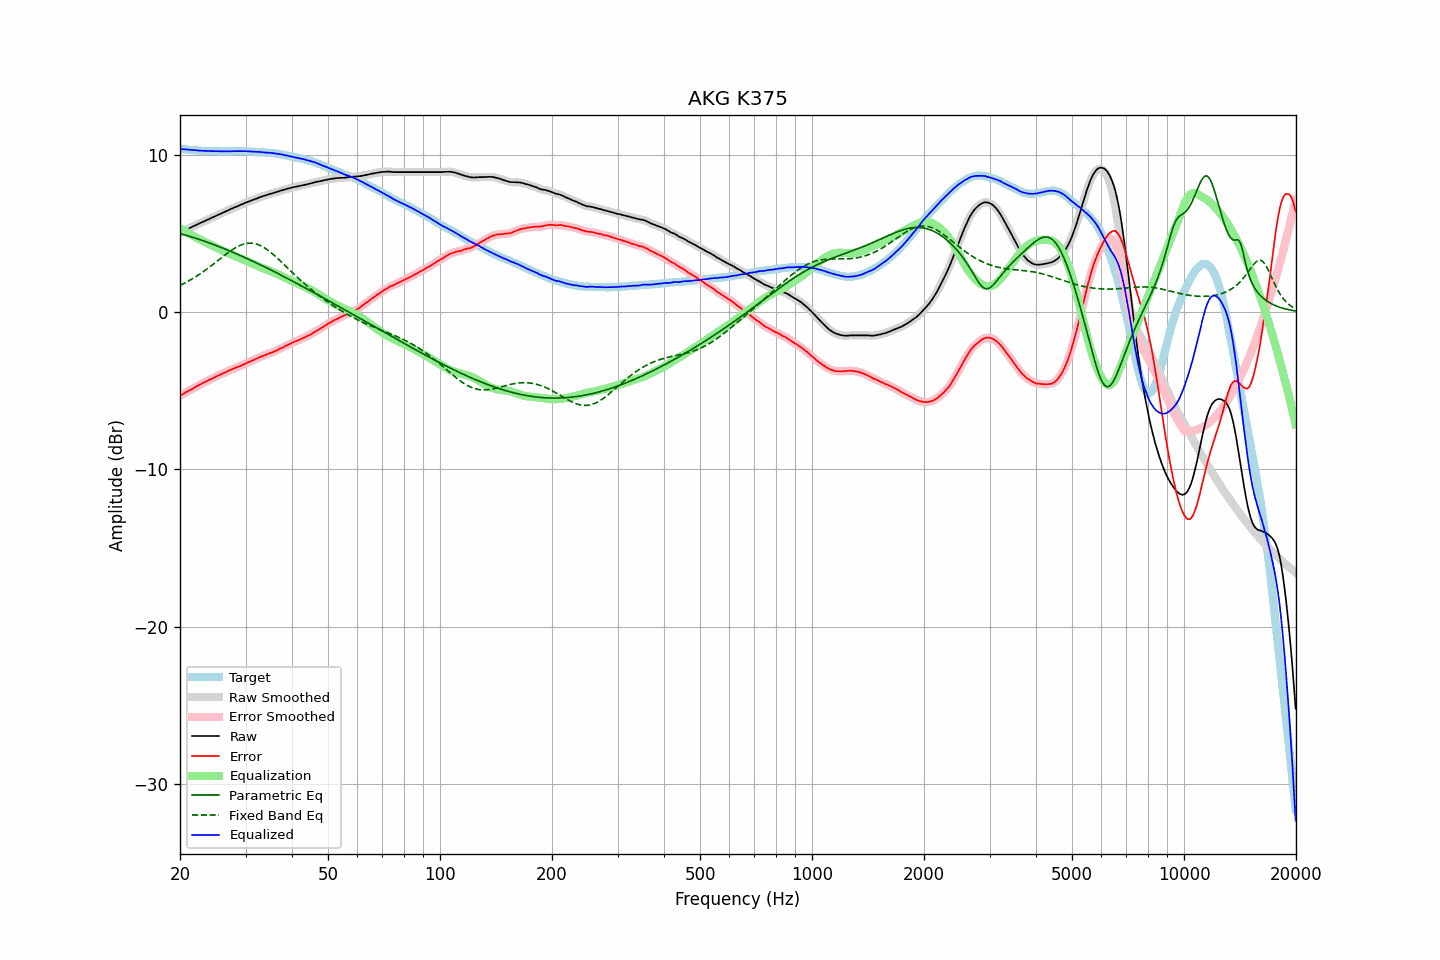 AKG K375
Amplitude (dBr)
10
0
−10
−20
−30
Target
Raw Smoothed
Error Smoothed
Raw
Error
Equalization
Parametric Eq
Fixed Band Eq
Equalized
20 50 100 200 500 1000 2000 5000 10000 20000
Frequency (Hz)